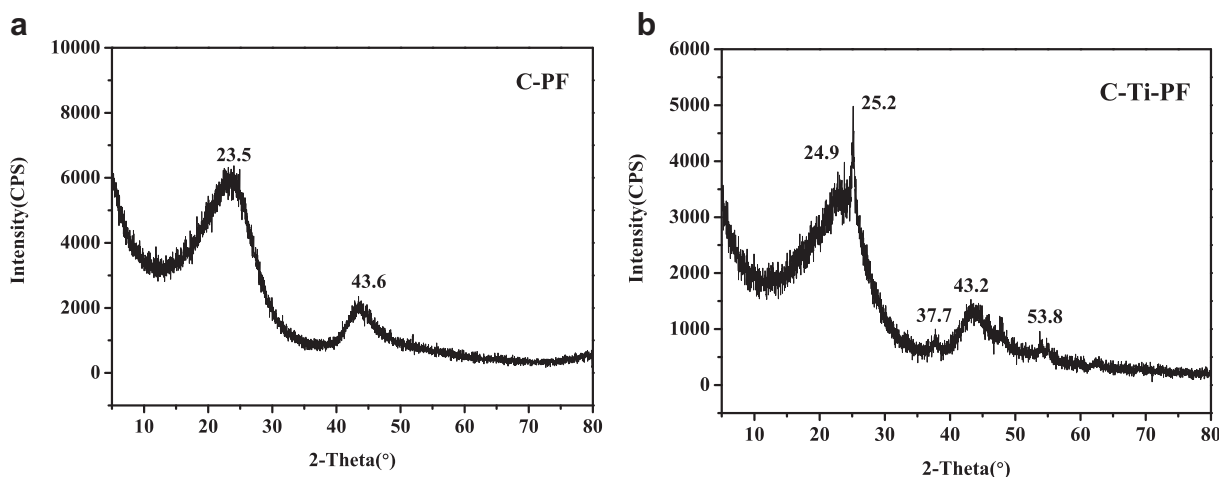 a
10000
8000
6000
4000
2000
0
Intensity(CPS)
C-PF
23.5
43.6
10 20 30 40 50 60 70 80
2-Theta(°)
b
6000
5000
4000
3000
2000
1000
0
Intensity(CPS)
C-Ti-PF
25.2
24.9
37.7
43.2
53.8
10 20 30 40 50 60 70 80
2-Theta(°)